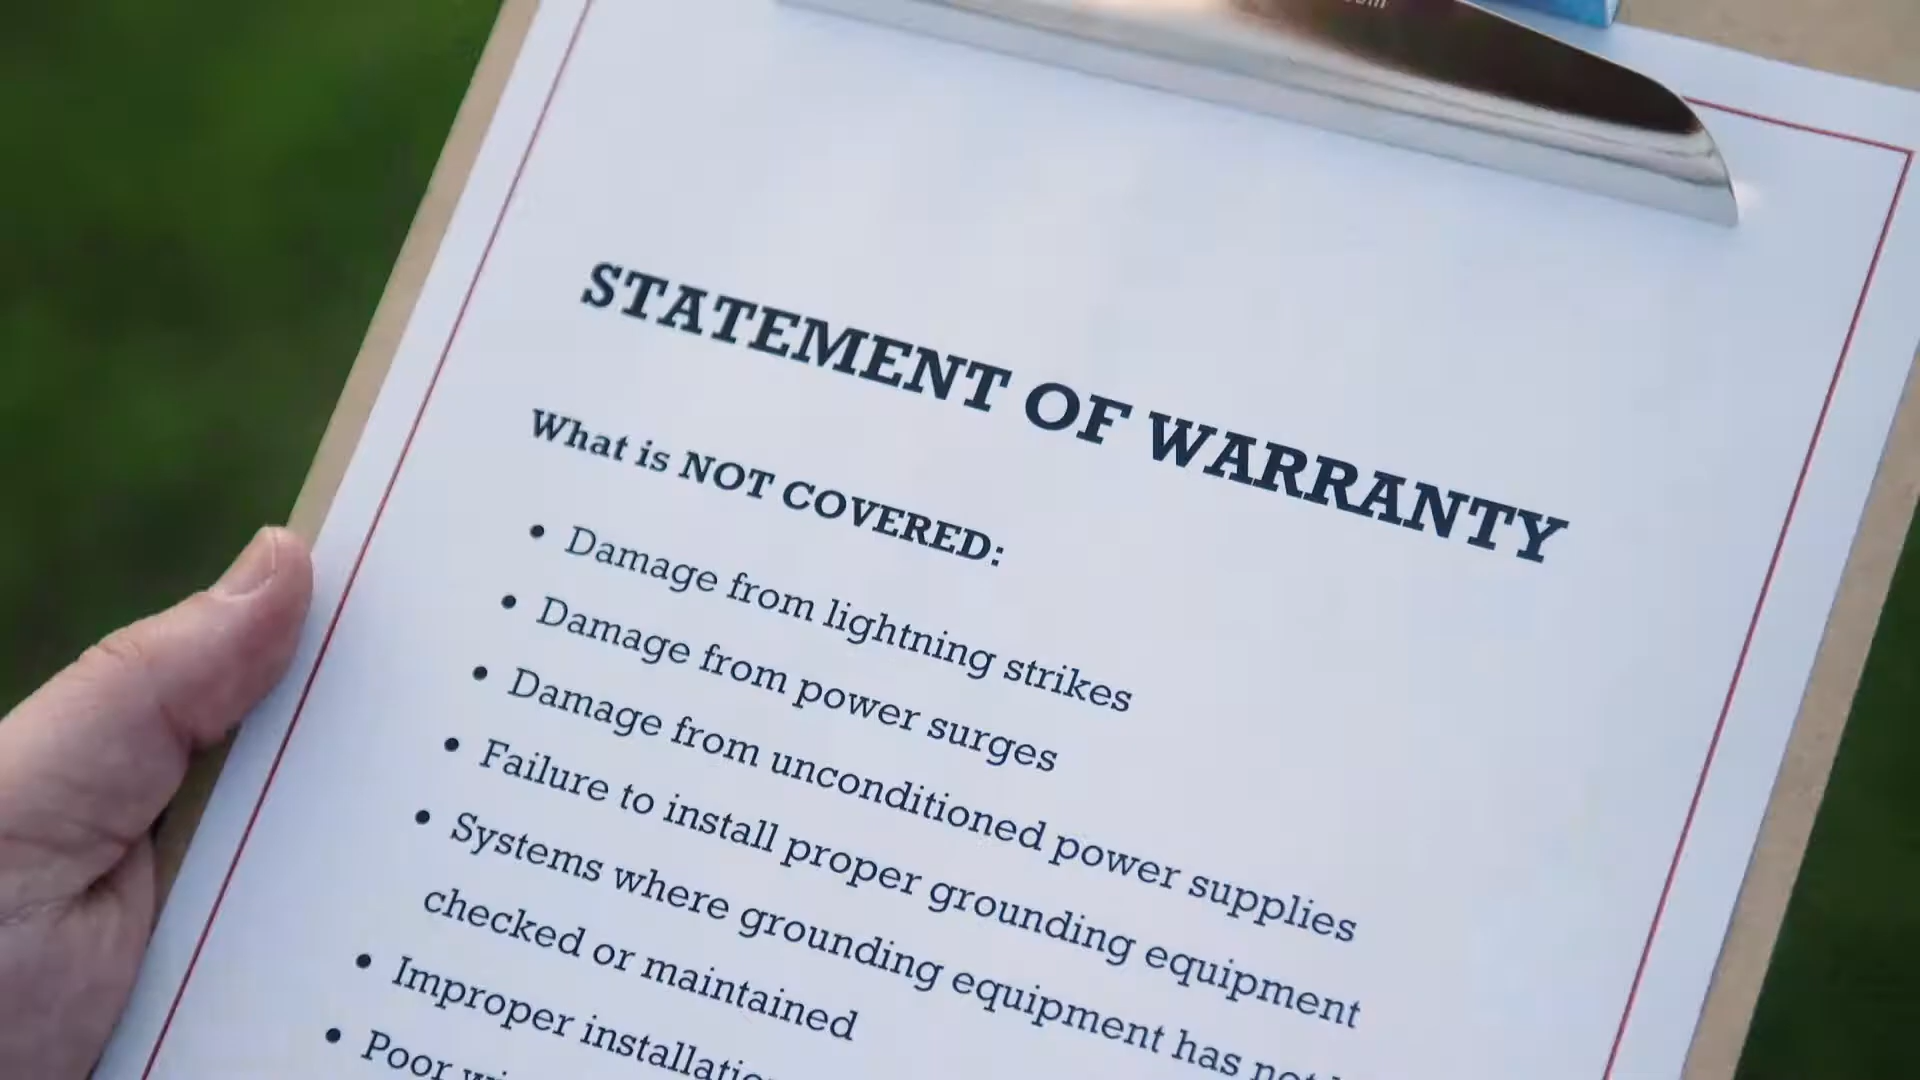 STATEMENT OF WARRANTY
What is NOT COVERED:
• Damage from lightning strikes
• Damage from power surges
• Damage from unconditioned power supplies
• Failure to install proper grounding equipment
• Systems where grounding equipment has not
checked or maintained
• Improper
• Poor